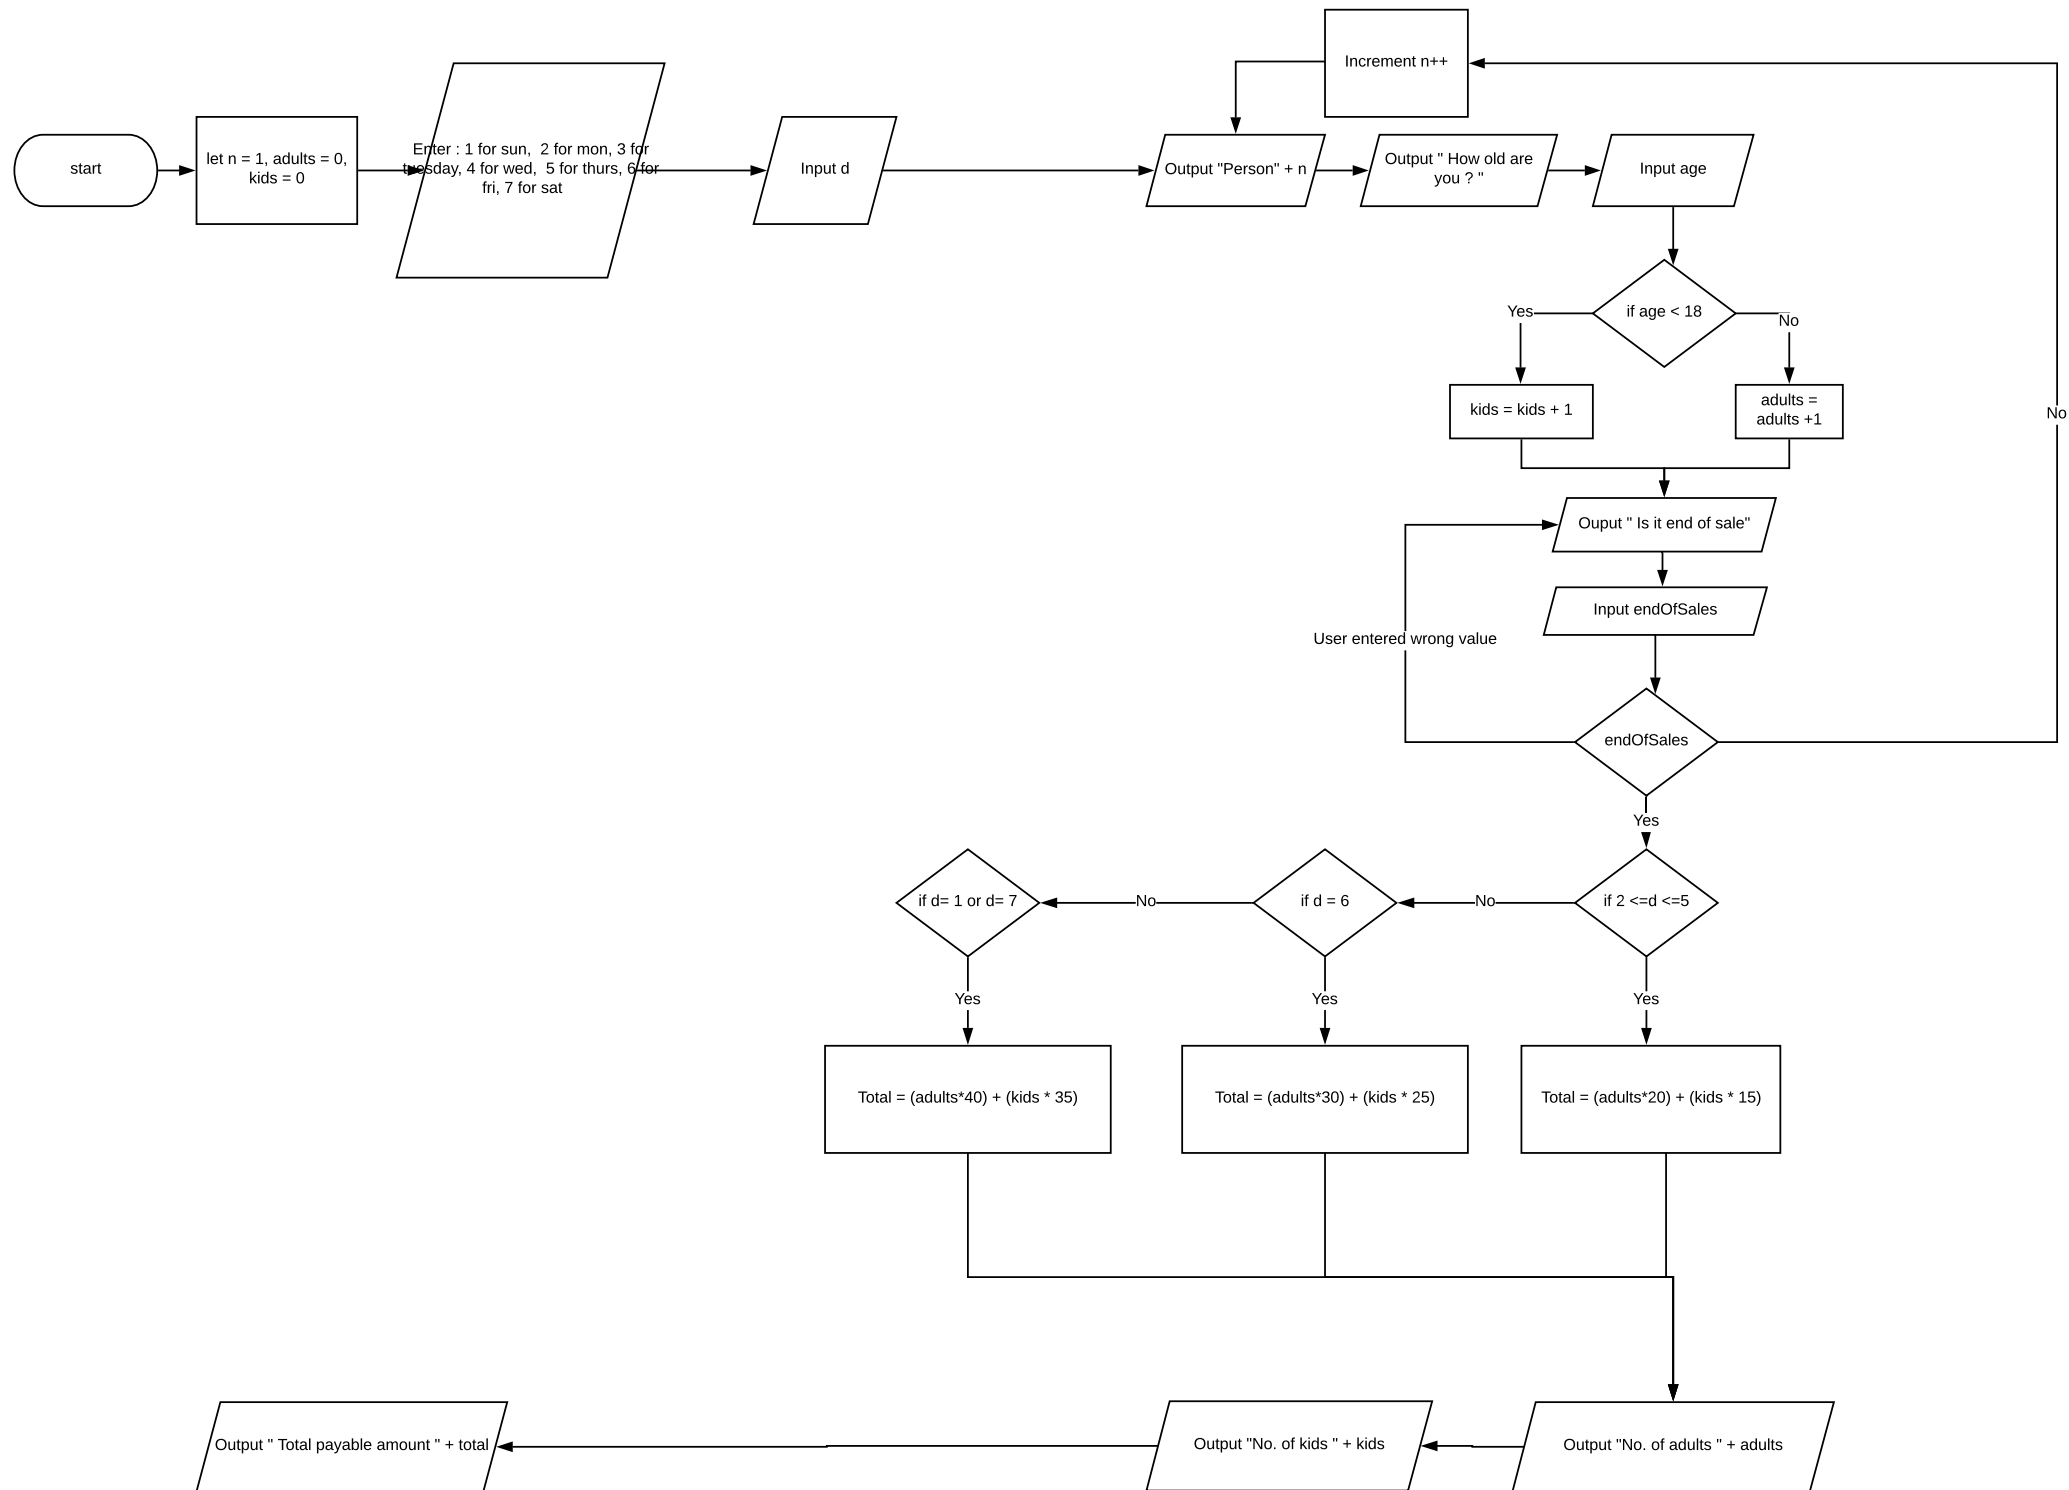 start
let n = 1, adults = 0,
kids = 0
Enter : 1 for sun,  2 for mon, 3 for
tuesday, 4 for wed,  5 for thurs, 6 for
fri, 7 for sat
Input d
Increment n++
Output "Person" + n
Output " How old are
you ? "
Input age
if age < 18
Yes
No
kids = kids + 1
adults =
adults +1
No
Ouput " Is it end of sale"
Input endOfSales
User entered wrong value
endOfSales
Yes
if d= 1 or d= 7
No
if d = 6
No
if 2 <=d <=5
Yes
Yes
Yes
Total = (adults*40) + (kids * 35)
Total = (adults*30) + (kids * 25)
Total = (adults*20) + (kids * 15)
Output " Total payable amount " + total
Output "No. of kids " + kids
Output "No. of adults " + adults